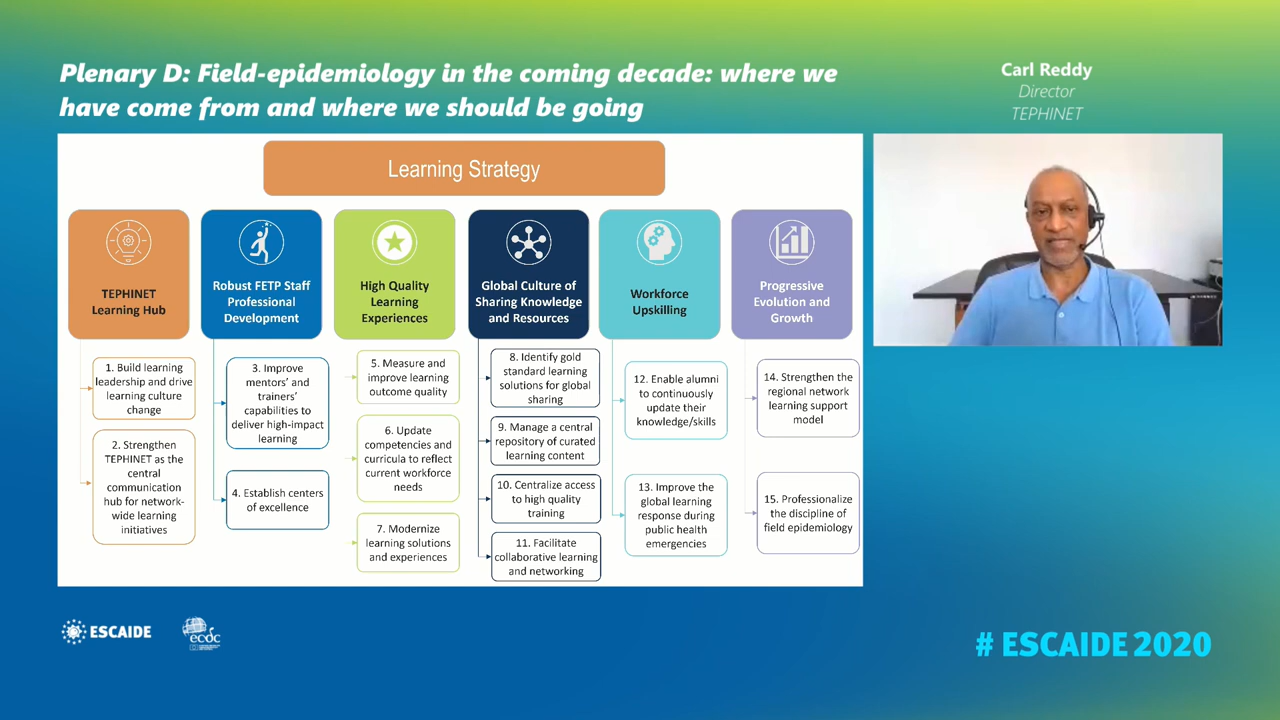 Plenary D: Field-epidemiology in the coming decade: where we
have come from and where we should be going
Carl Reddy
Director
TEPHINET
Learning Strategy
TEPHINET
Learning Hub
1. Build learning
leadership and drive
learning culture
change
2. Strengthen
TEPHINET as the
central
communication
hub for network-
wide learning
initiatives
Robust FETP Staff
Professional
Development
3. Improve
mentors' and
trainers'
capabilities to
deliver high-impact
learning
4. Establish centers
of excellence
High Quality
Learning
Experiences
5. Measure and
improve learning
outcome quality
6. Update
competencies and
curricula to reflect
current workforce
needs
7. Modernize
learning solutions
and experiences
Global Culture of
Sharing Knowledge
and Resources
8. Identify gold
standard learning
solutions for global
sharing
9. Manage a central
repository of curated
learning content
10. Centralize access
to high quality
training
11. Facilitate
collaborative learning
and networking
Workforce
Upskilling
12. Enable alumni
to continuously
update their
knowledge/skills
13. Improve the
global learning
response during
public health
emergencies
Progressive
Evolution and
Growth
14. Strengthen the
regional network
learning support
model
15. Professionalize
the discipline of
field epidemiology
ESCAIDE
ecdc
# ESCAIDE 2020